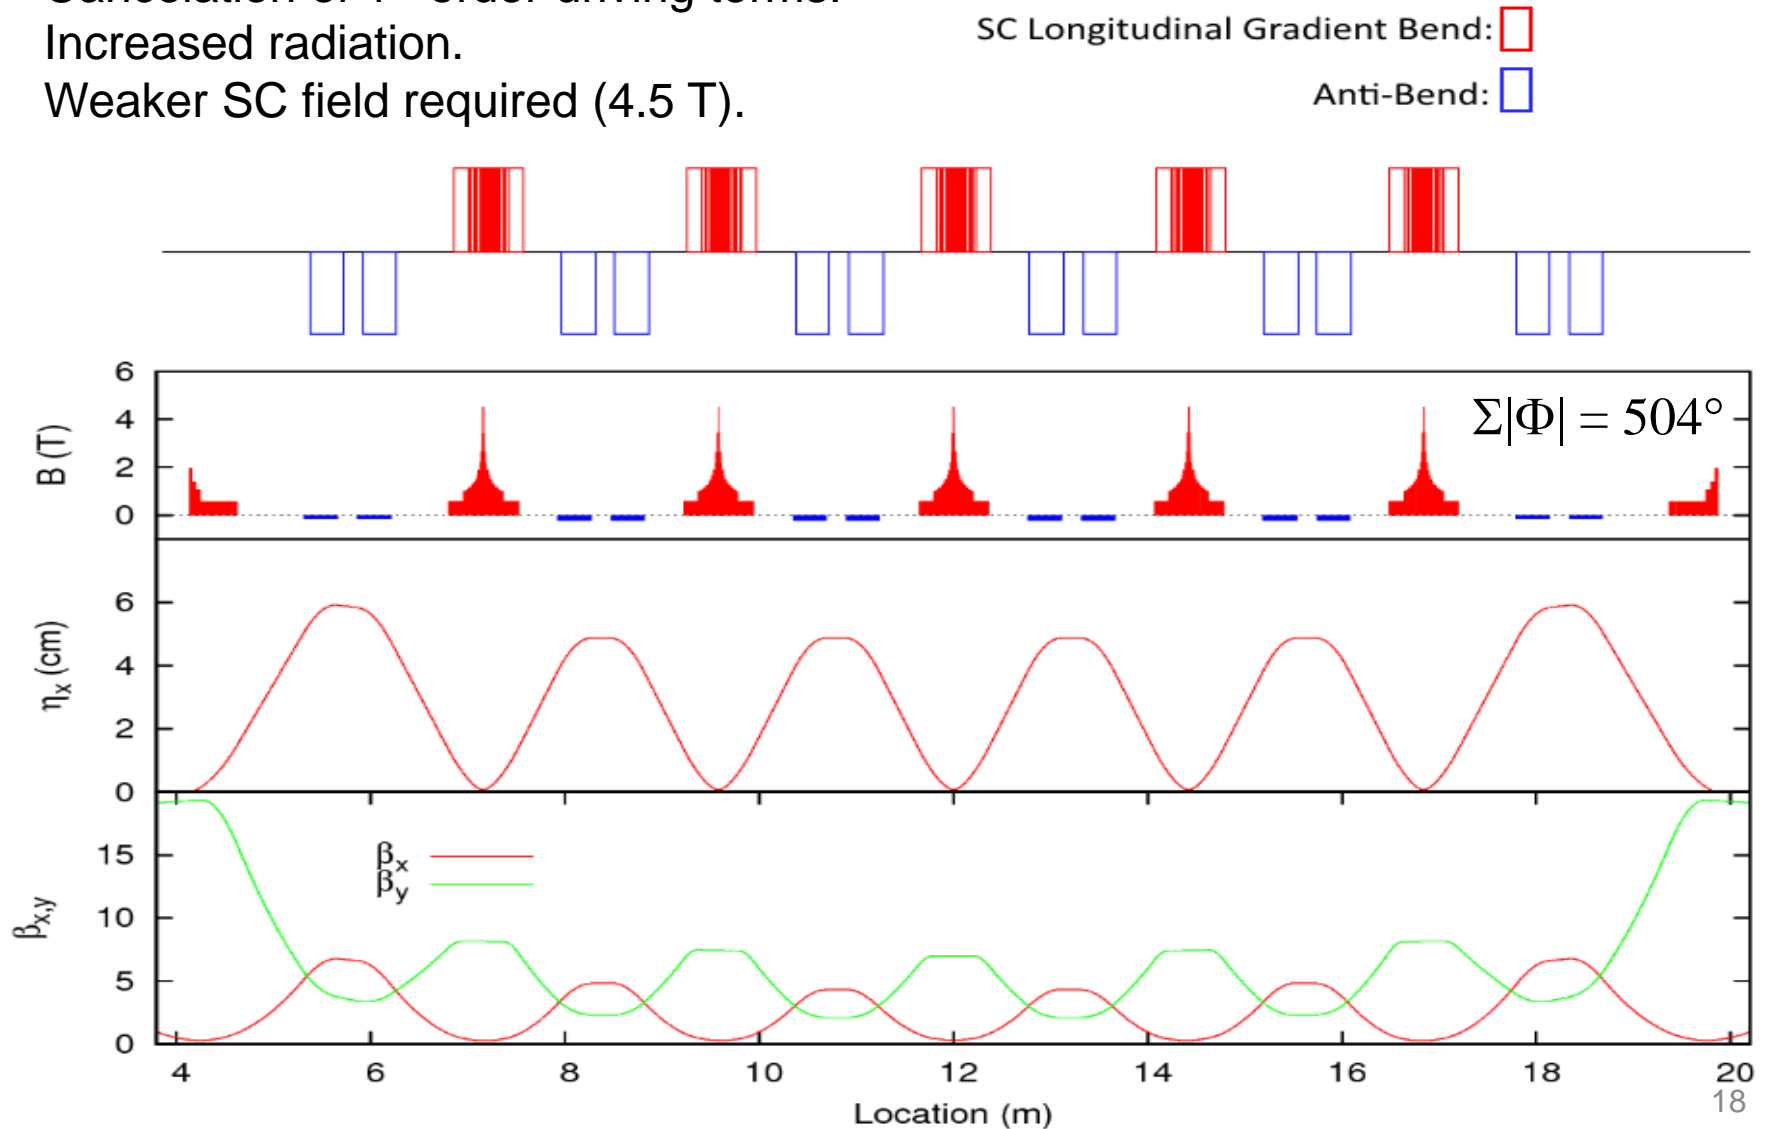 Increased radiation.
Weaker SC field required (4.5 T).
SC Longitudinal Gradient Bend:
Anti-Bend:
6
4
2
0
B (T)
Σ|Φ| = 504°
6
4
2
0
ηx (cm)
15
10
5
0
βx,y
βx
βy
4 6 8 10 12 14 16 18 20
Location (m)
18